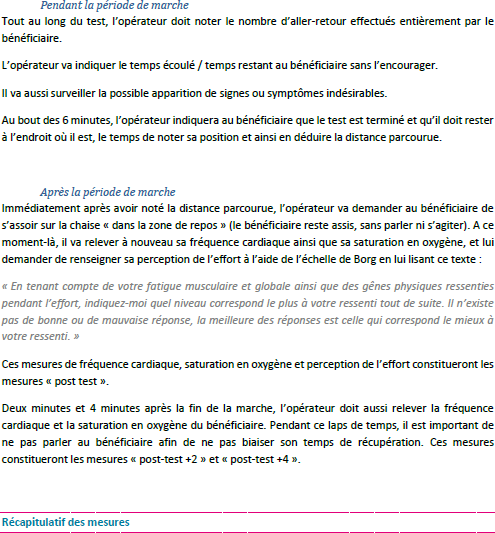 Pendant la période de marche
Tout au long du test, l'opérateur doit noter le nombre d'aller-retour effectués entièrement par le
bénéficiaire.
L'opérateur va indiquer le temps écoulé / temps restant au bénéficiaire sans l'encourager.
Il va aussi surveiller la possible apparition de signes ou symptômes indésirables.
Au bout des 6 minutes, l'opérateur indiquera au bénéficiaire que le test est terminé et qu'il doit rester
à l'endroit où il est, le temps de noter sa position et ainsi en déduire la distance parcourue.
Après la période de marche
Immédiatement après avoir noté la distance parcourue, l'opérateur va demander au bénéficiaire de
s'assoir sur la chaise « dans la zone de repos » (le bénéficiaire reste assis, sans parler ni s'agiter). A ce
moment-là, il va relever à nouveau sa fréquence cardiaque ainsi que sa saturation en oxygène, et lui
demander de renseigner sa perception de l'effort à l'aide de l'échelle de Borg en lui lisant ce texte :
« En tenant compte de votre fatigue musculaire et globale ainsi que des gênes physiques ressenties
pendant l'effort, indiquez-moi quel niveau correspond le plus à votre ressenti tout de suite. Il n'existe
pas de bonne ou de mauvaise réponse, la meilleure des réponses est celle qui correspond le mieux à
votre ressenti. »
Ces mesures de fréquence cardiaque, saturation en oxygène et perception de l'effort constitueront les
mesures « post test ».
Deux minutes et 4 minutes après la fin de la marche, l'opérateur doit aussi relever la fréquence
cardiaque et la saturation en oxygène du bénéficiaire. Pendant ce laps de temps, il est important de
ne pas parler au bénéficiaire afin de ne pas biaiser son temps de récupération. Ces mesures
constitueront les mesures « post-test +2 » et « post-test +4 ».
Récapitulatif des mesures